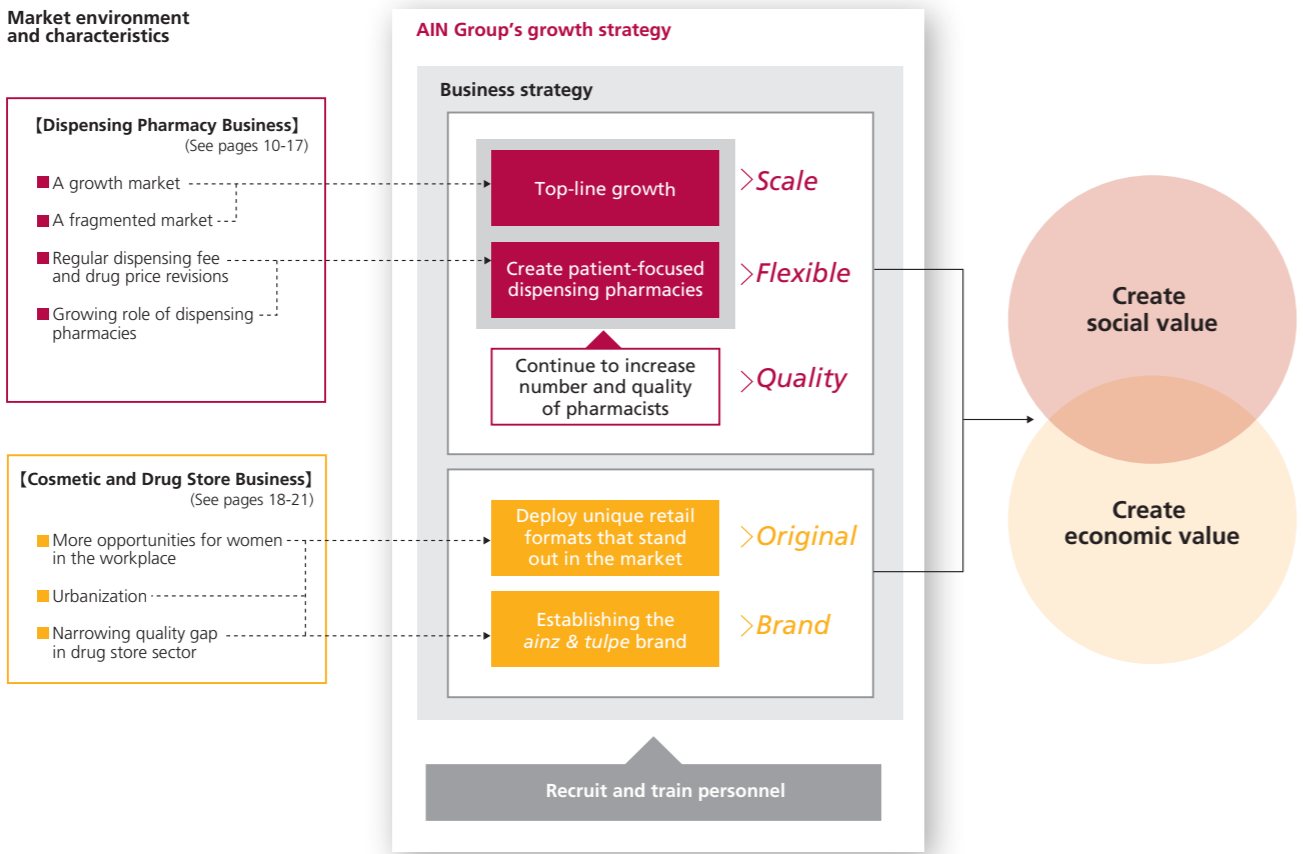 Market environment
and characteristics
【Dispensing Pharmacy Business】
(See pages 10-17)
A growth market
A fragmented market
Regular dispensing fee
and drug price revisions
Growing role of dispensing
pharmacies
【Cosmetic and Drug Store Business】
(See pages 18-21)
More opportunities for women
in the workplace
Urbanization
Narrowing quality gap
in drug store sector
AIN Group's growth strategy
Business strategy
Top-line growth
Scale
Create patient-focused
dispensing pharmacies
Flexible
Continue to increase
number and quality
of pharmacists
Quality
Deploy unique retail
formats that stand
out in the market
Original
Establishing the
ainz & tulpe brand
Brand
Recruit and train personnel
Create
social value
Create
economic value